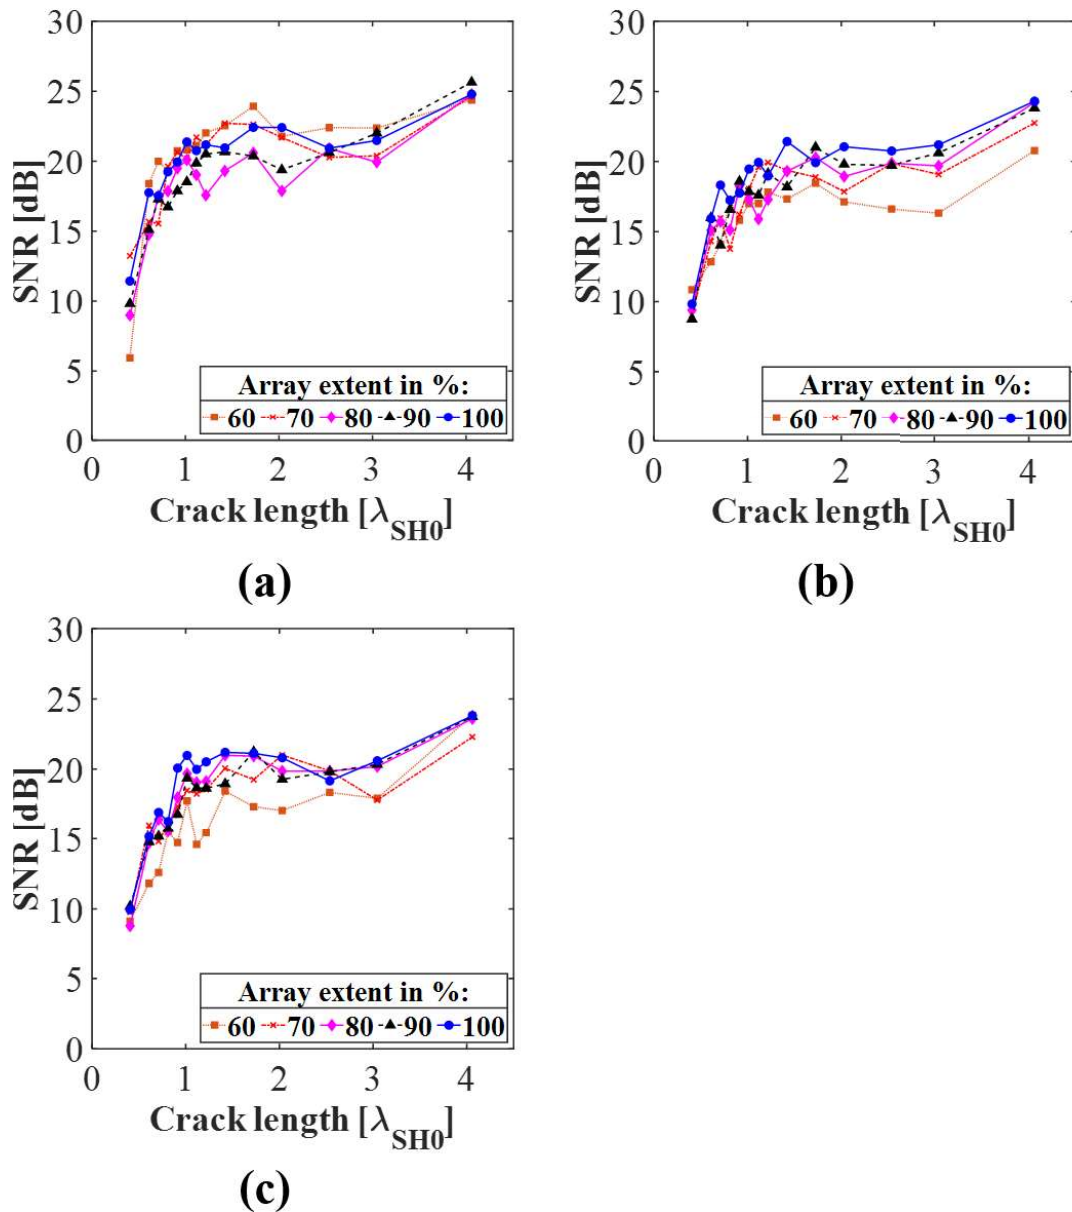 30
25
20
15
10
5
0
SNR [dB]
Array extent in %:
60 70 80 90 100
0 1 2 3 4
Crack length [λSH0]
(a)
30
25
20
15
10
5
0
SNR [dB]
Array extent in %:
60 70 80 90 100
0 1 2 3 4
Crack length [λSH0]
(b)
30
25
20
15
10
5
0
SNR [dB]
Array extent in %:
60 70 80 90 100
0 1 2 3 4
Crack length [λSH0]
(c)